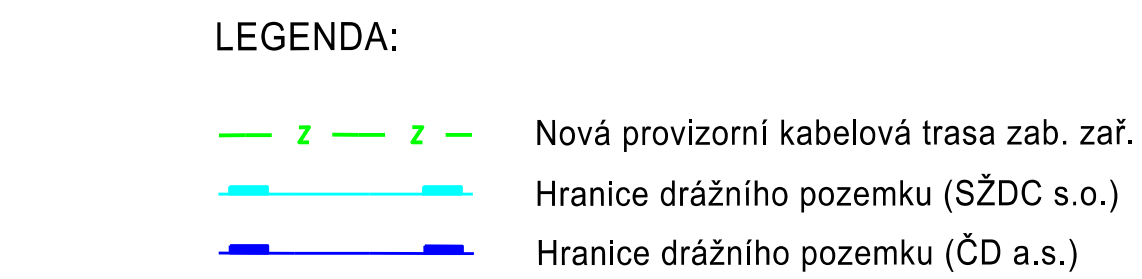 LEGENDA:
z z Nová provizorní kabelová trasa zab. zař.
Hranice drážního pozemku (SŽDC s.o.)
Hranice drážního pozemku (ČD a.s.)